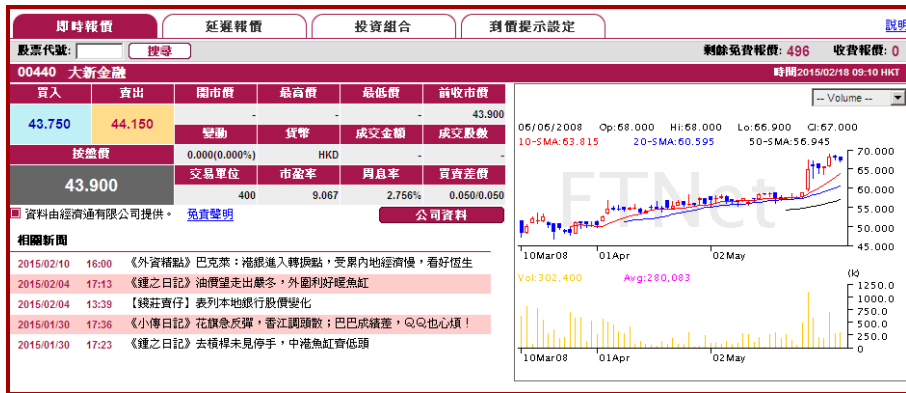 即時報價 延遲報價 投資組合 到價提示設定 説明
股票代號: 搜尋 剩餘免費報價: 496 收費報價: 0
00440 大新金融 時間2015/02/18 09:10 HKT
買入 賣出 開市價 最高價 最低價 前收市價
43.750 44.150 - - - 43.900
變動 貨幣 成交金額 成交股數
按盤價 0.000(0.000%) HKD - -
43.900 交易單位 市盈率 周息率 買賣差價
400 9.067 2.756% 0.050/0.050
資料由經濟通有限公司提供。 免責聲明 公司資料
相關新聞
2015/02/10 16:00 《外資精點》巴克萊：港銀進入轉捩點，受累內地經濟慢，看好恆生
2015/02/04 17:13 《鐘之日記》油價望走出嚴冬，外圍利好暖魚缸
2015/02/04 13:39 【錢莊賣仔】表列本地銀行股價變化
2015/01/30 17:36 《小傳日記》花旗急反彈，香江調頭散；巴巴成績差，QQ也心煩！
2015/01/30 17:23 《鐘之日記》去槓桿未見停手，中港魚缸齊低頭
-- Volume --
06/06/2008 Op:68.000 Hi:68.000 Lo:66.900 Cl:67.000
10-SMA:63.815 20-SMA:60.595 50-SMA:56.945
ETNet
70.000
65.000
60.000
55.000
50.000
45.000
10Mar08 01Apr 02May
Vol:302,400 Avg:280,083 (k)
1250.0
1000.0
750.0
500.0
250.0
0
10Mar08 01Apr 02May